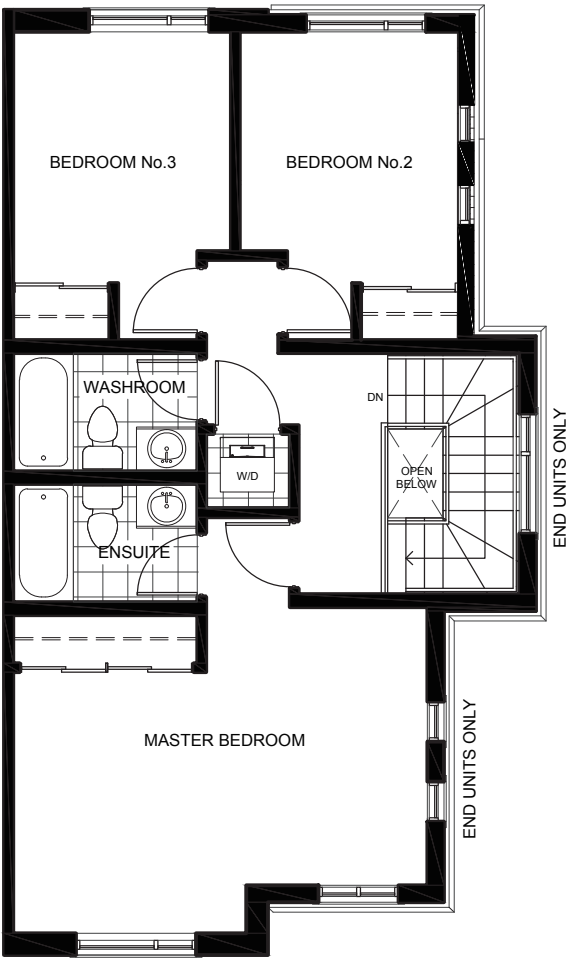 BEDROOM No.3
BEDROOM No.2
WASHROOM
DN
END UNITS ONLY
OPEN
BELOW
W/D
ENSUITE
END UNITS ONLY
MASTER BEDROOM